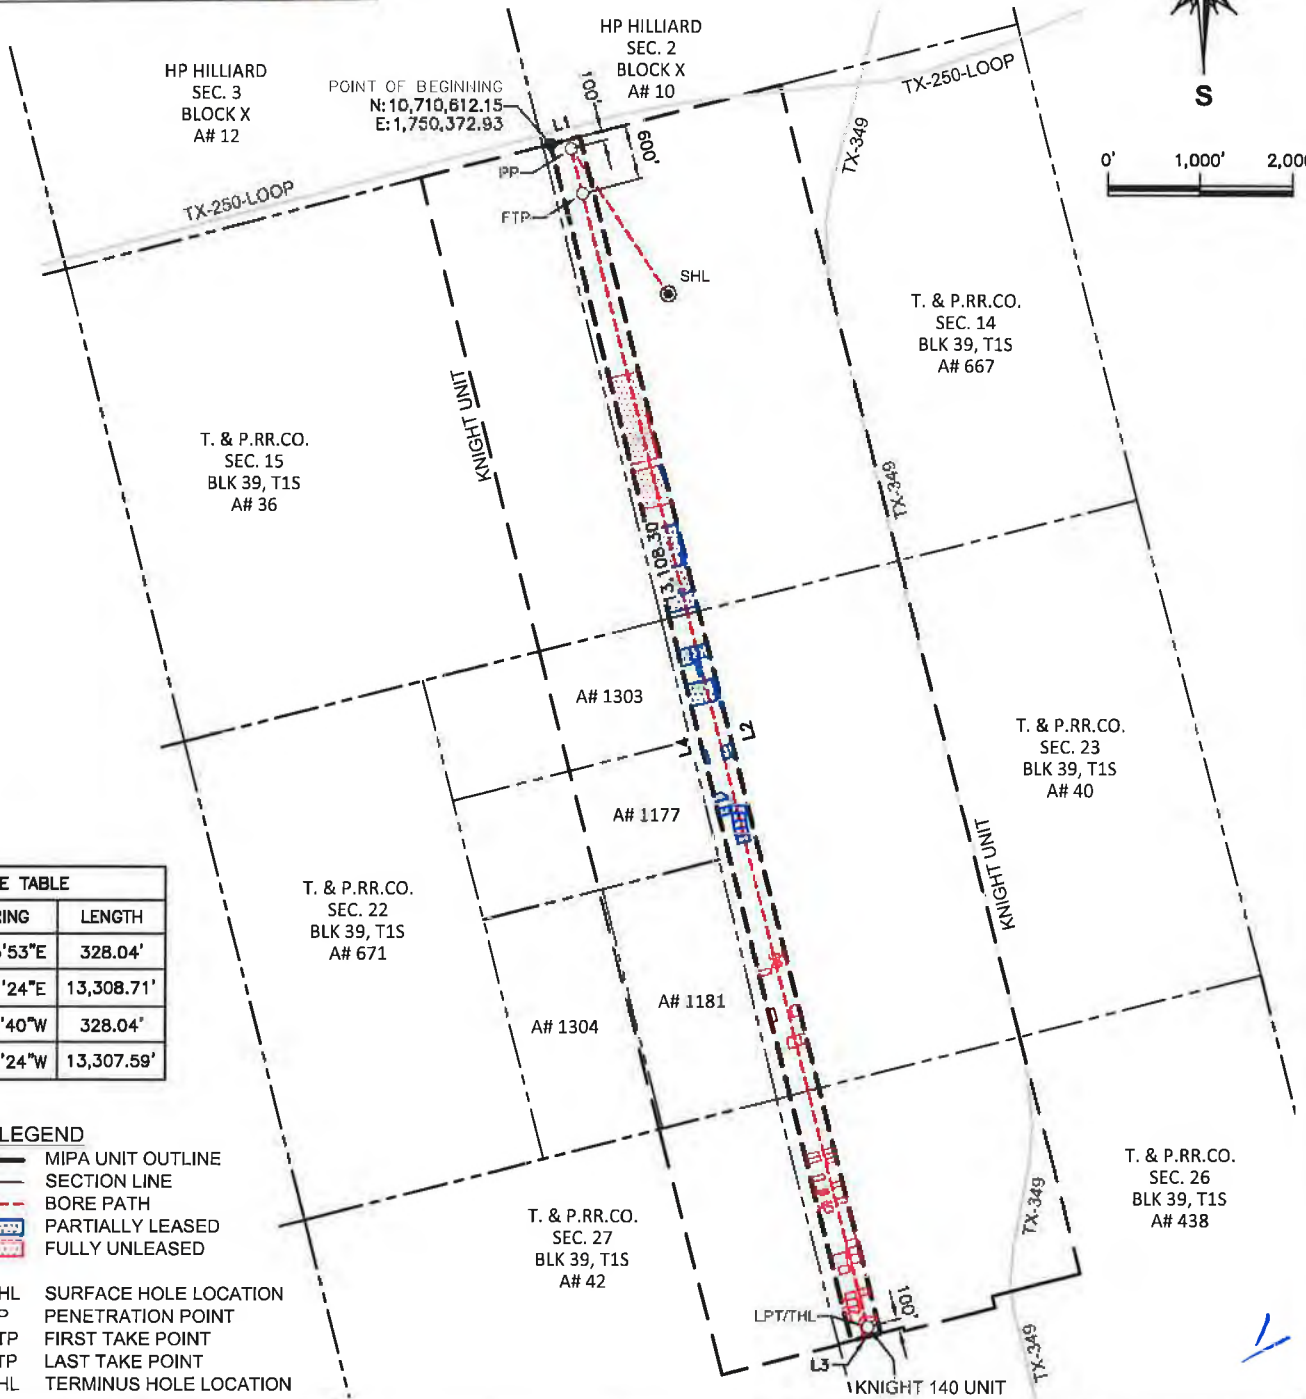 HP HILLIARD
SEC. 2
BLOCK X
A# 10
HP HILLIARD
SEC. 3
BLOCK X
A# 12
POINT OF BEGINNING
N: 10,710,612.15
E: 1,750,372.93
L1
100'
600'
TX-250-LOOP
TX-250-LOOP
TX-349
S
0' 1,000'
PP
FTP
SHL
T. & P.RR.CO.
SEC. 14
BLK 39, T1S
A# 667
KNIGHT UNIT
T. & P.RR.CO.
SEC. 15
BLK 39, T1S
A# 36
TX-349
A# 1303
L2
L4
T. & P.RR.CO.
SEC. 23
BLK 39, T1S
A# 40
A# 1177
KNIGHT UNIT
T. & P.RR.CO.
SEC. 22
BLK 39, T1S
A# 671
A# 1181
A# 1304
E TABLE
LENGTH
'53"E 328.04'
'24"E 13,308.71'
'40"W 328.04'
'24"W 13,307.59'
LEGEND
MIPA UNIT OUTLINE
SECTION LINE
BORE PATH
PARTIALLY LEASED
FULLY UNLEASED
HL SURFACE HOLE LOCATION
P PENETRATION POINT
TP FIRST TAKE POINT
TP LAST TAKE POINT
HL TERMINUS HOLE LOCATION
T. & P.RR.CO.
SEC. 27
BLK 39, T1S
A# 42
T. & P.RR.CO.
SEC. 26
BLK 39, T1S
A# 438
TX-349
TX-349
LPT/THL
100'
L3
KNIGHT 140 UNIT